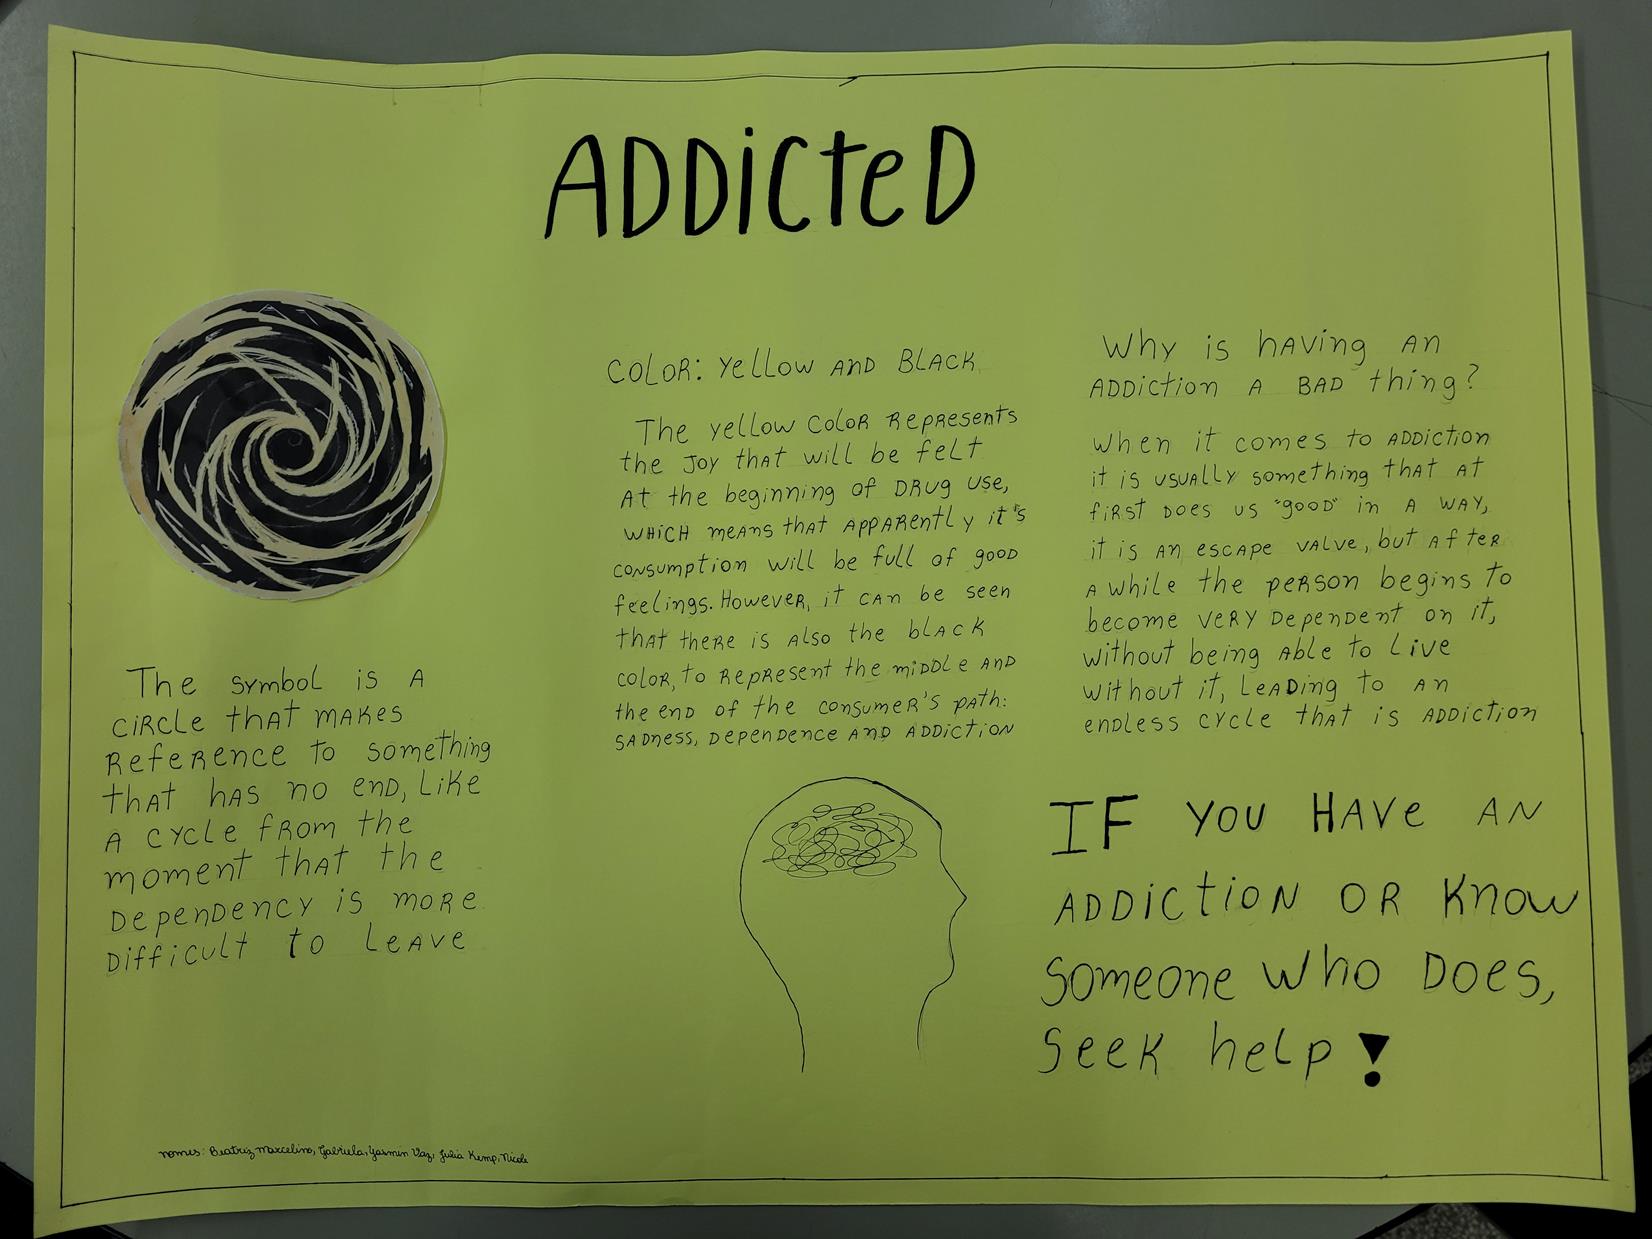 ADDicteD
The symbol is A
circle that makes
Reference to something
that has no end, like
A cycle from the
moment that the
Dependency is more
Difficult to leave
Color: Yellow and Black
The yellow color represents
the joy that will be felt
At the beginning of Drug use,
which means that apparently it's
consumption will be full of good
feelings. However, it can be seen
that there is also the black
color, to represent the middle and
the end of the consumer's path:
sadness, dependence and addiction
Why is having an
addiction a bad thing?
When it comes to addiction
it is usually something that at
first does us "good" in a way,
it is an escape valve, but after
a while the person begins to
become very dependent on it,
without being able to live
without it, leading to an
endless cycle that is addiction
IF you have an
addiction or know
someone who does,
seek help!
nomes: Beatriz Marcelino, Gabriela, Yasmin Vaz, Julia Kemp, Nicole